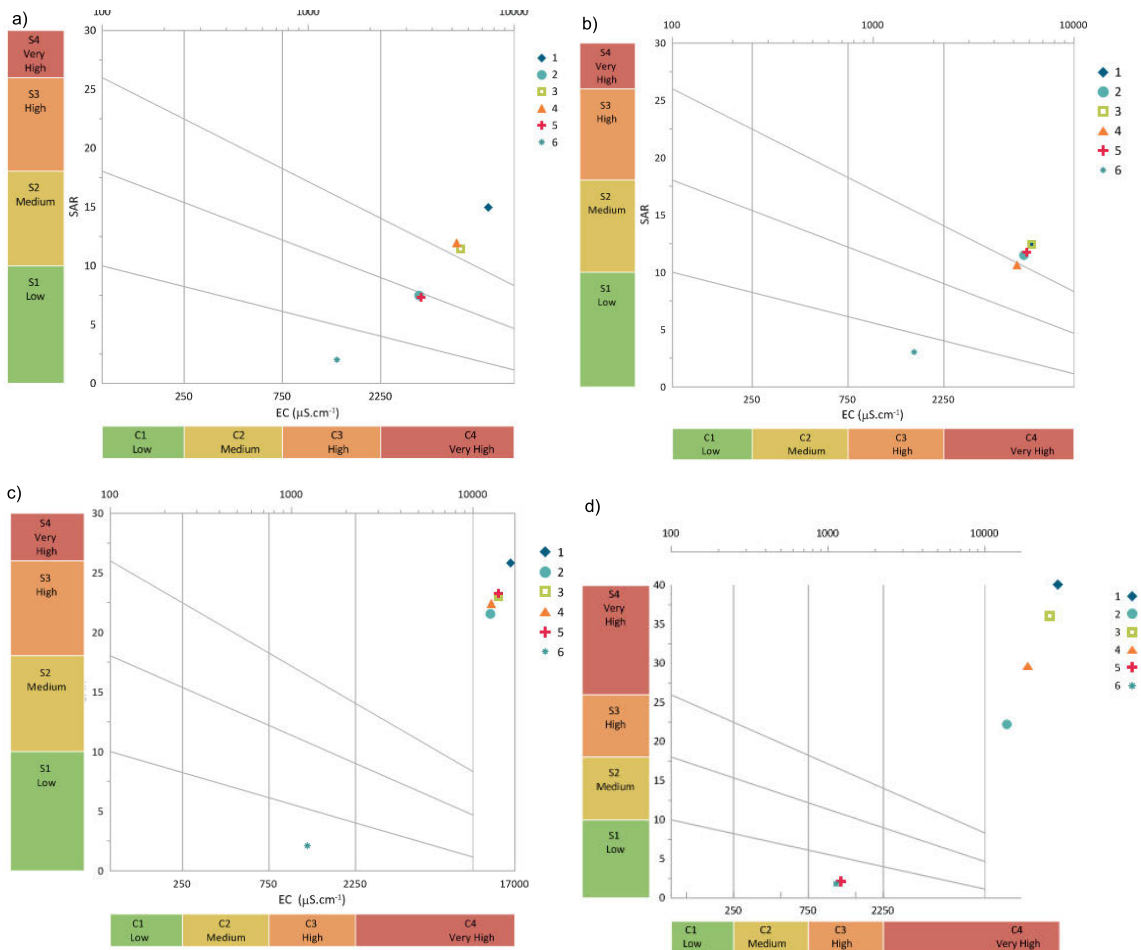 a)
100
1000
10000
S4
Very
High
S3
High
S2
Medium
S1
Low
SAR
30
25
20
15
10
5
0
250
750
2250
EC (µS.cm⁻¹)
C1
Low
C2
Medium
C3
High
C4
Very High
1
2
3
4
5
6
b)
100
1000
10000
S4
Very
High
S3
High
S2
Medium
S1
Low
SAR
30
25
20
15
10
5
0
250
750
2250
EC (µS.cm⁻¹)
C1
Low
C2
Medium
C3
High
C4
Very High
1
2
3
4
5
6
c)
100
1000
10000
S4
Very
High
S3
High
S2
Medium
S1
Low
30
25
20
15
10
5
0
250
750
2250
17000
EC (µS.cm⁻¹)
C1
Low
C2
Medium
C3
High
C4
Very High
1
2
3
4
5
6
d)
100
1000
10000
S4
Very
High
S3
High
S2
Medium
S1
Low
40
35
30
25
20
15
10
5
0
250
750
2250
C1
Low
C2
Medium
C3
High
C4
Very High
1
2
3
4
5
6